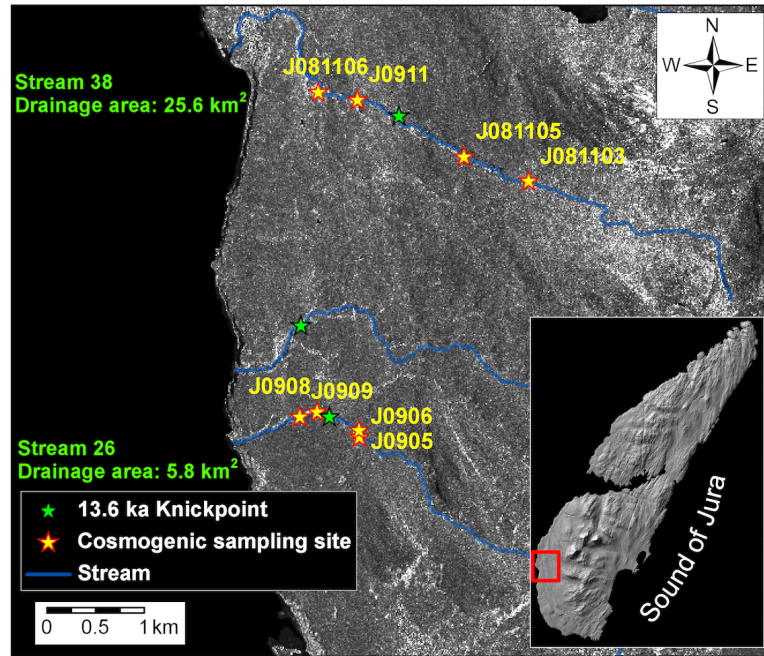 N
W E
S
J081106
J0911
Stream 38
Drainage area: 25.6 km²
J081105
J081103
J0908
J0909
J0906
J0905
Stream 26
Drainage area: 5.8 km²
13.6 ka Knickpoint
Cosmogenic sampling site
Stream
0 0.5 1 km
Sound of Jura